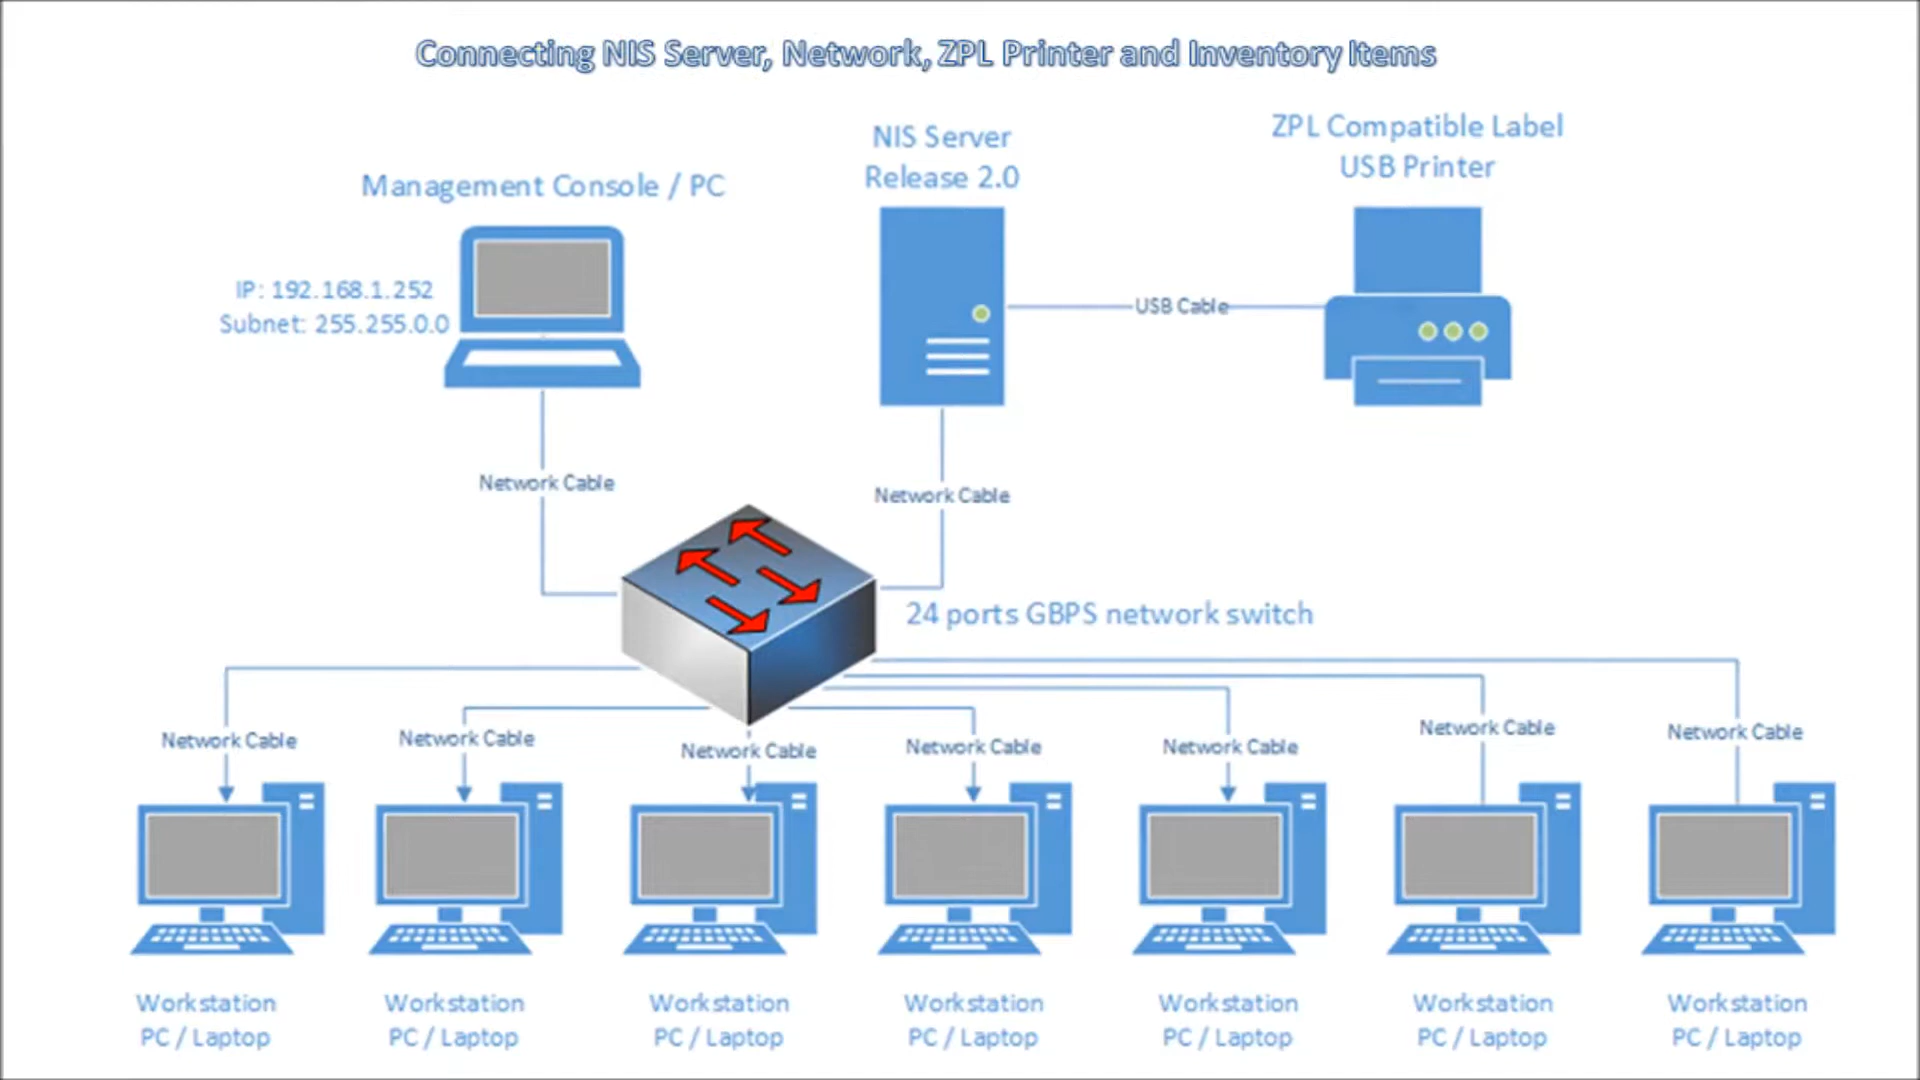 Connecting NIS Server, Network, ZPL Printer and Inventory Items
Management Console / PC
NIS Server
Release 2.0
ZPL Compatible Label
USB Printer
IP: 192.168.1.252
Subnet: 255.255.0.0
USB Cable
Network Cable
Network Cable
24 ports GBPS network switch
Network Cable
Network Cable
Network Cable
Network Cable
Network Cable
Network Cable
Network Cable
Workstation
PC / Laptop
Workstation
PC / Laptop
Workstation
PC / Laptop
Workstation
PC / Laptop
Workstation
PC / Laptop
Workstation
PC / Laptop
Workstation
PC / Laptop